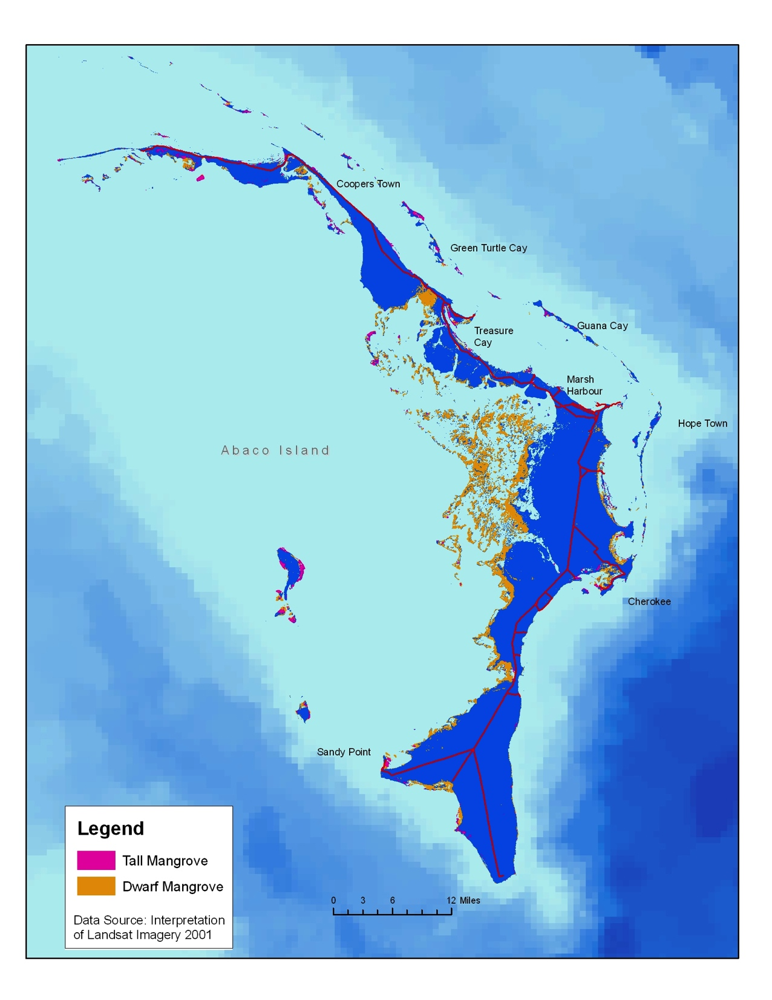 Coopers Town
Green Turtle Cay
Guana Cay
Treasure
Cay
Marsh
Harbour
Hope Town
Abaco Island
Cherokee
Sandy Point
Legend
Tall Mangrove
Dwarf Mangrove
Data Source: Interpretation
of Landsat Imagery 2001
0 3 6 12 Miles